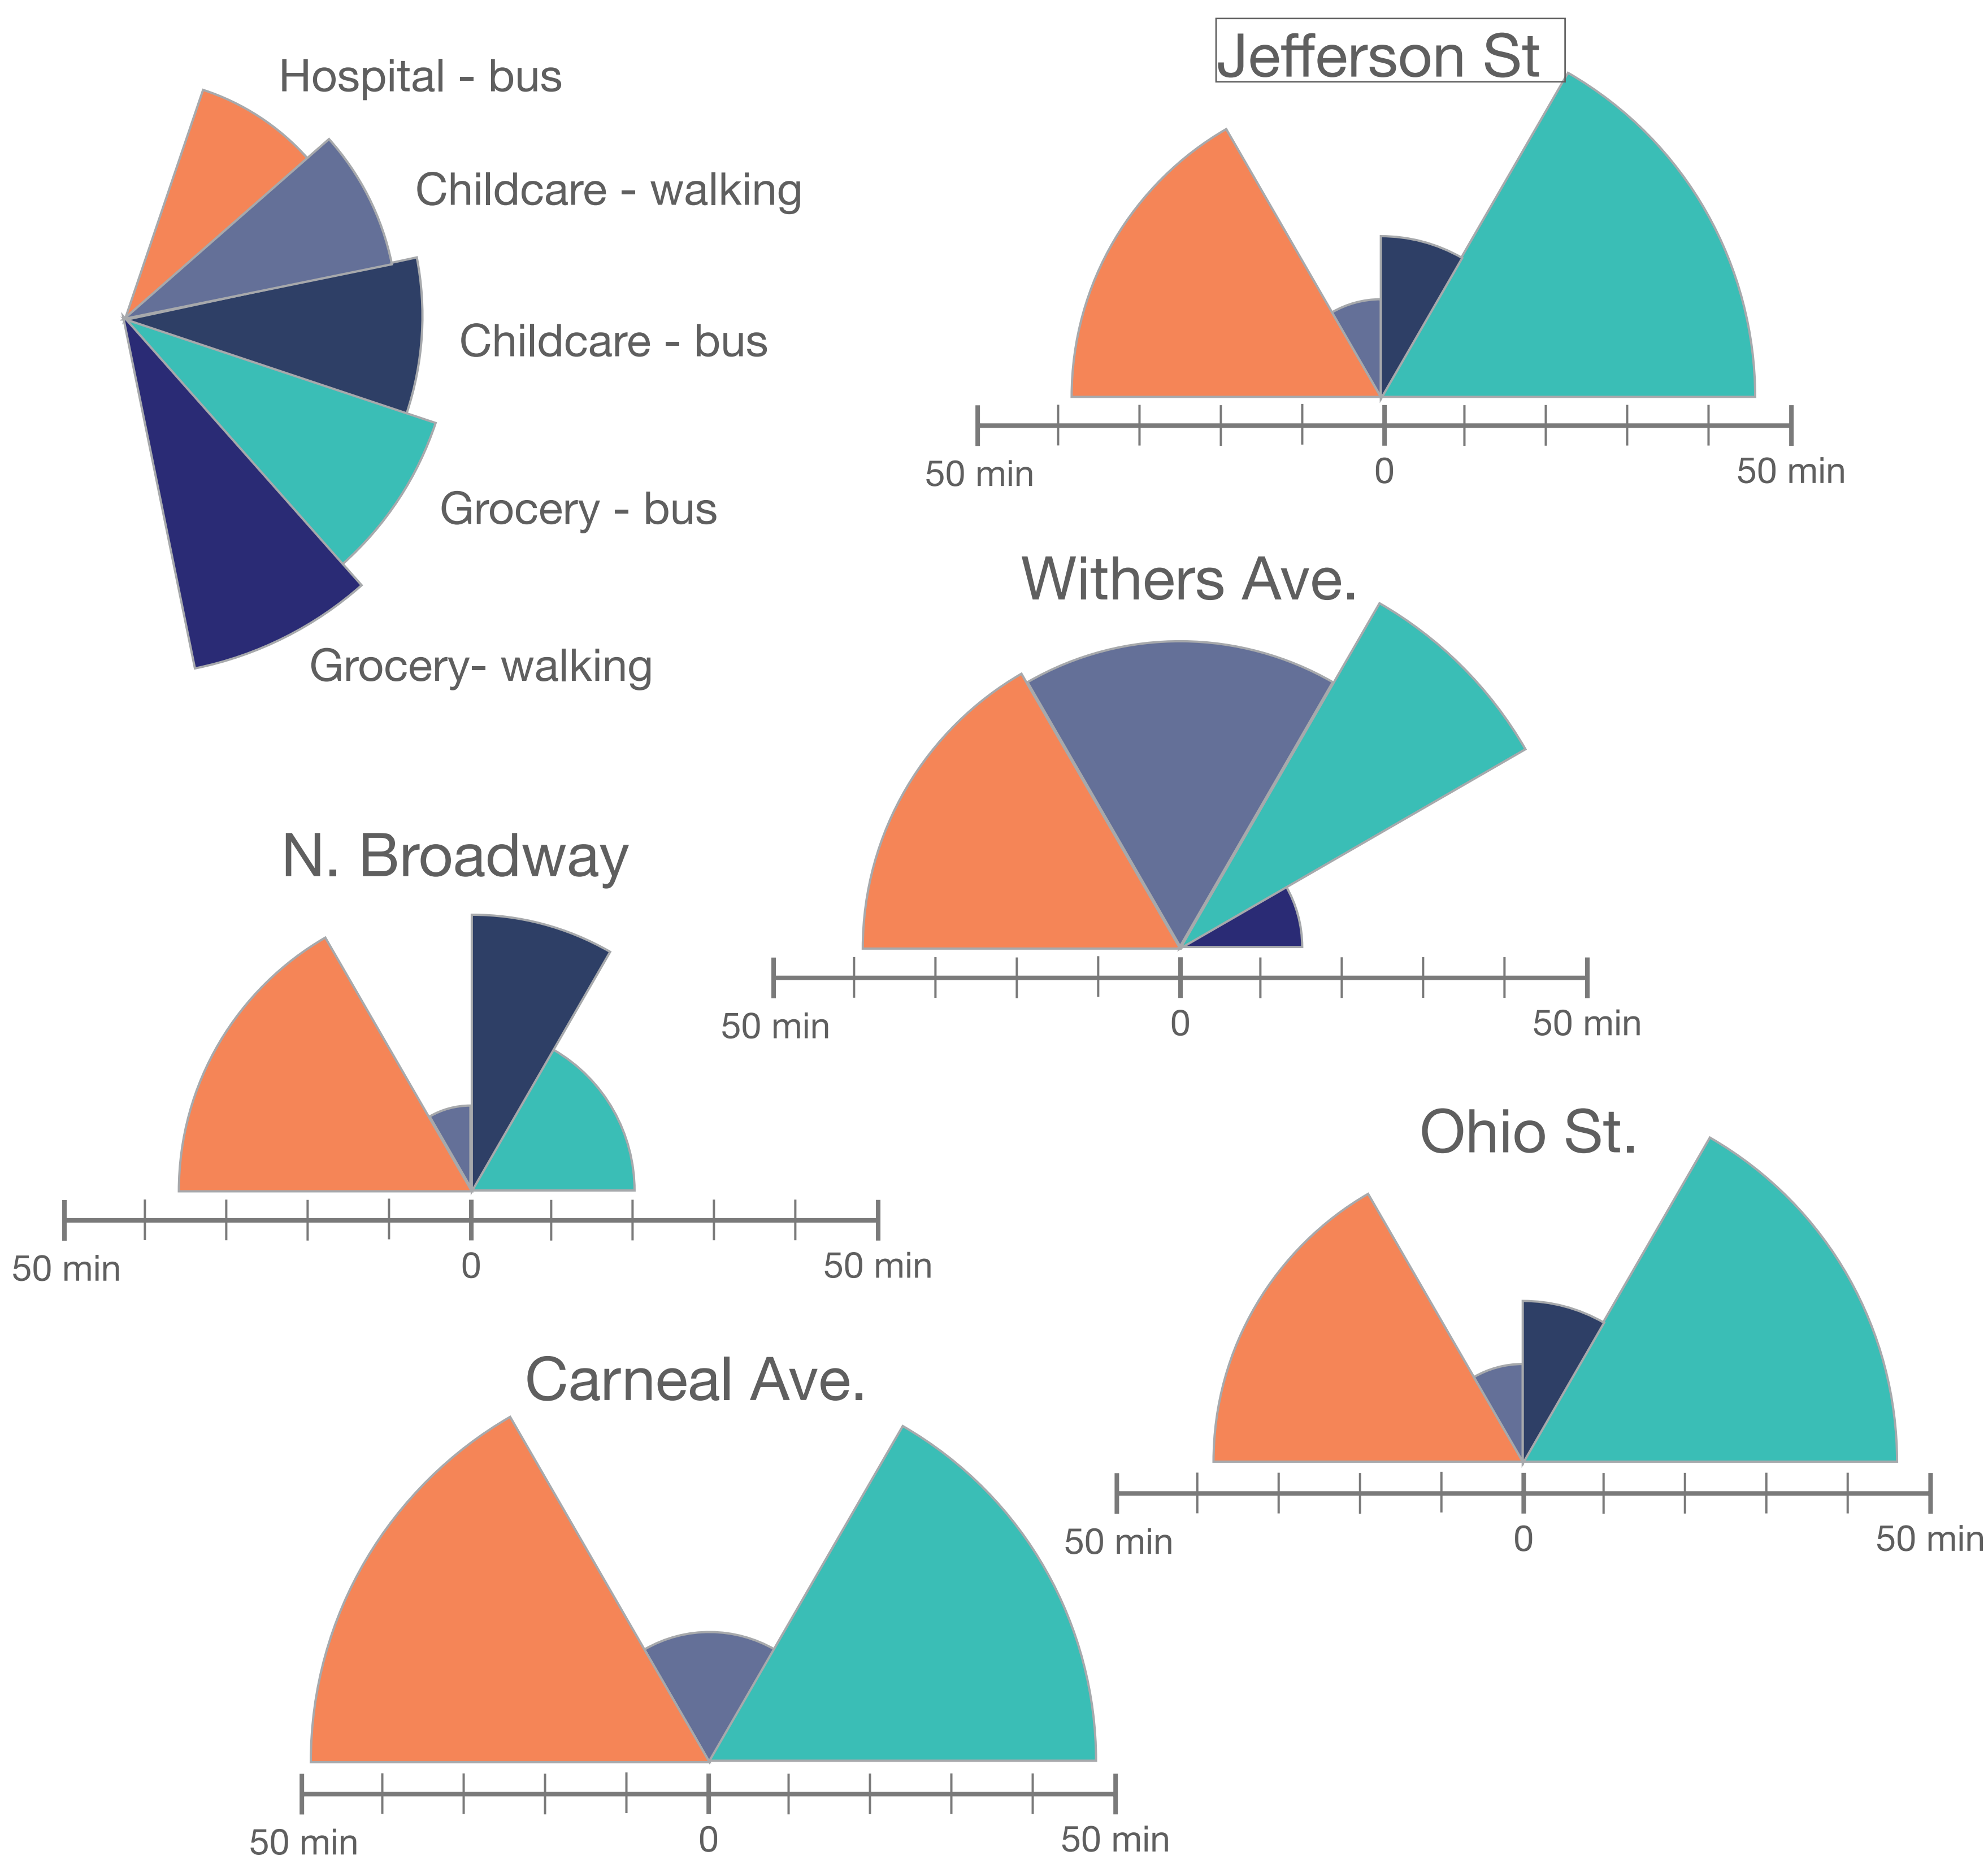 Jefferson St
Hospital - bus
Childcare - walking
Childcare - bus
Grocery - bus
Grocery- walking
50 min
0
50 min
Withers Ave.
50 min
0
50 min
N. Broadway
50 min
0
50 min
Ohio St.
50 min
0
50 min
Carneal Ave.
50 min
0
50 min